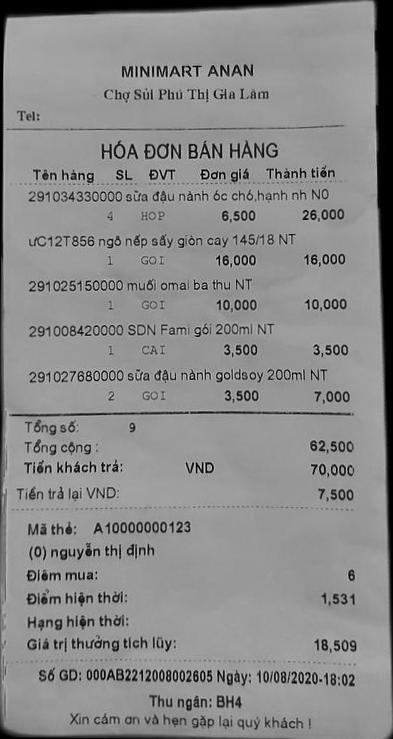 MINIMART ANAN
Chợ Sủi Phú Thị Gia Lâm
Tel:
HÓA ĐƠN BÁN HÀNG
Tên hàng SL ĐVT Đơn giá Thành tiền
291034330000 sữa đậu nành óc chó,hạnh nh N0
4 HOP 6,500 26,000
ưC12T856 ngô nếp sấy giòn cay 145/18 NT
1 GOI 16,000 16,000
291025150000 muối omai ba thu NT
1 GOI 10,000 10,000
291008420000 SDN Fami gói 200ml NT
1 CAI 3,500 3,500
291027680000 sữa đậu nành goldsoy 200ml NT
2 GOI 3,500 7,000
Tổng số: 9
Tổng cộng : 62,500
Tiền khách trả: VND 70,000
Tiền trả lại VND: 7,500
Mã thẻ: A10000000123
(0) nguyễn thị định
Điểm mua: 6
Điểm hiện thời: 1,531
Hạng hiện thời:
Giá trị thưởng tích lũy: 18,509
Số GD: 000AB2212008002605 Ngày: 10/08/2020-18:02
Thu ngân: BH4
Xin cảm ơn và hẹn gặp lại quý khách !